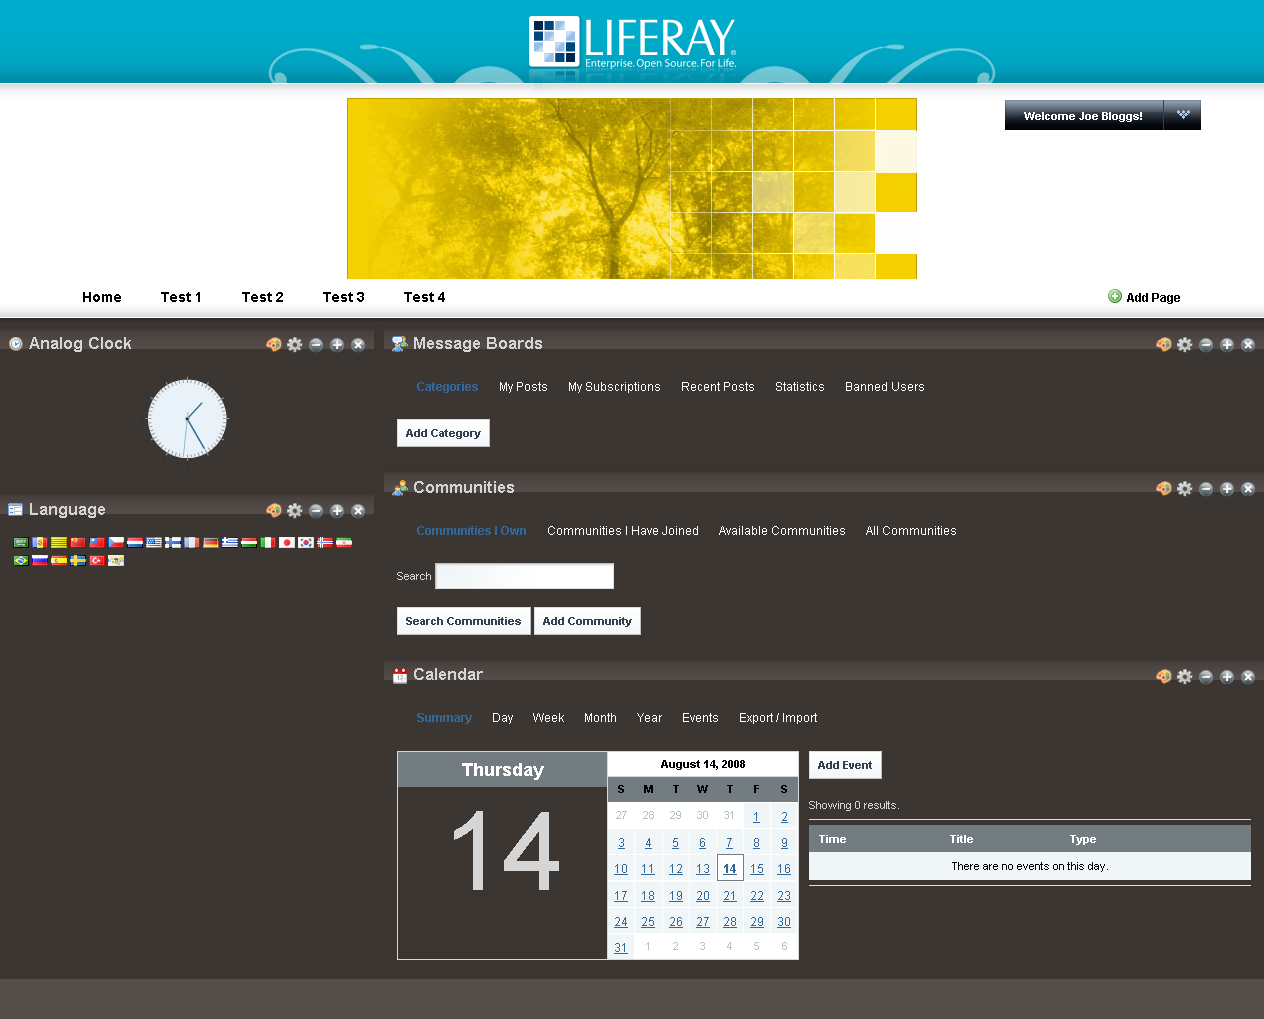 LIFERAY.
Enterprise. Open Source. For Life.
Welcome Joe Bloggs!
Home Test 1 Test 2 Test 3 Test 4 Add Page
Analog Clock
Language
Message Boards
Categories My Posts My Subscriptions Recent Posts Statistics Banned Users
Add Category
Communities
Communities I Own Communities I Have Joined Available Communities All Communities
Search
Search Communities Add Community
Calendar
Summary Day Week Month Year Events Export / Import
Thursday
14
August 14, 2008
S M T W T F S
27 28 29 30 31 1 2
3 4 5 6 7 8 9
10 11 12 13 14 15 16
17 18 19 20 21 22 23
24 25 26 27 28 29 30
31 1 2 3 4 5 6
Add Event
Showing 0 results.
Time Title Type
There are no events on this day.